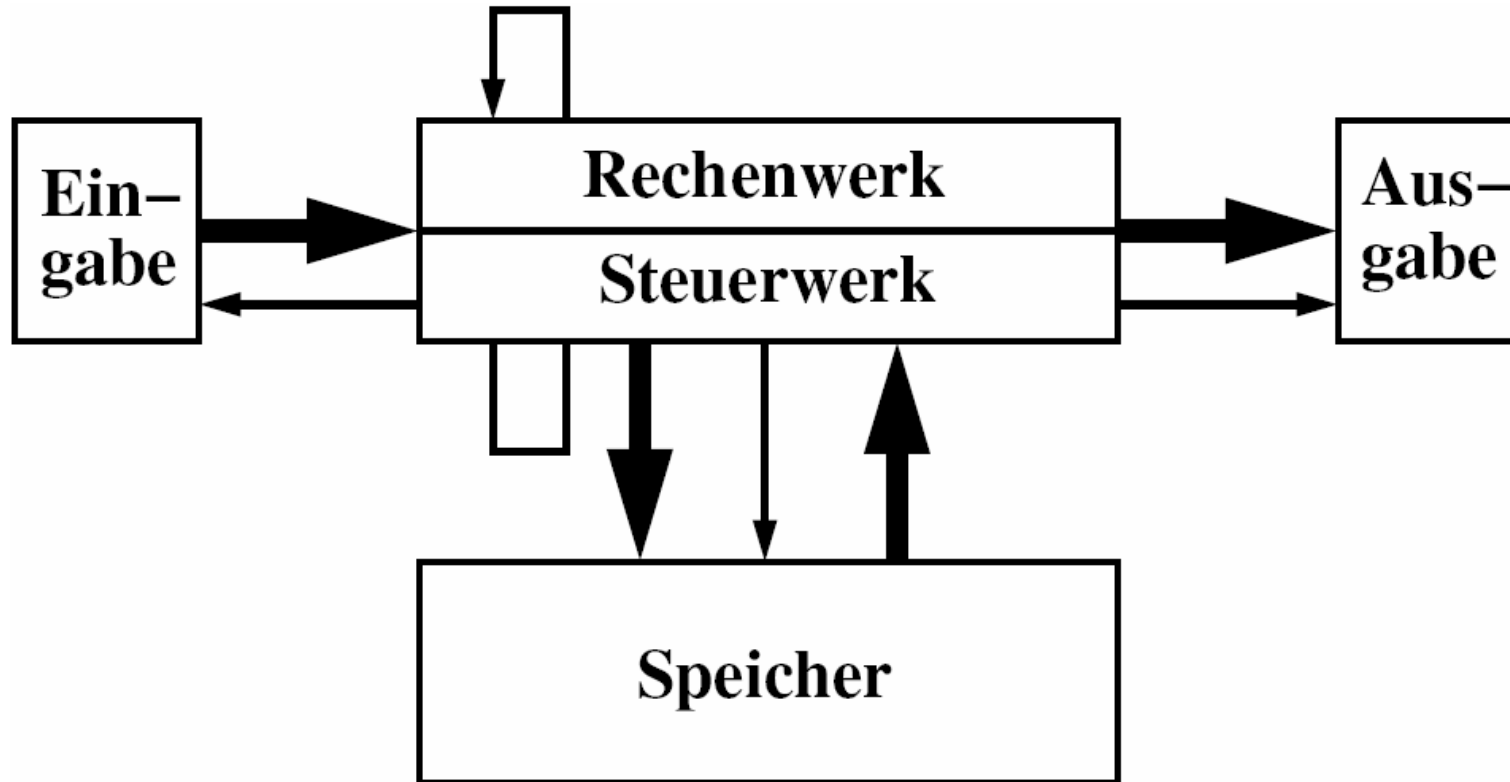 Rechenwerk
Ein–
gabe
Steuerwerk
Aus–
gabe
Speicher